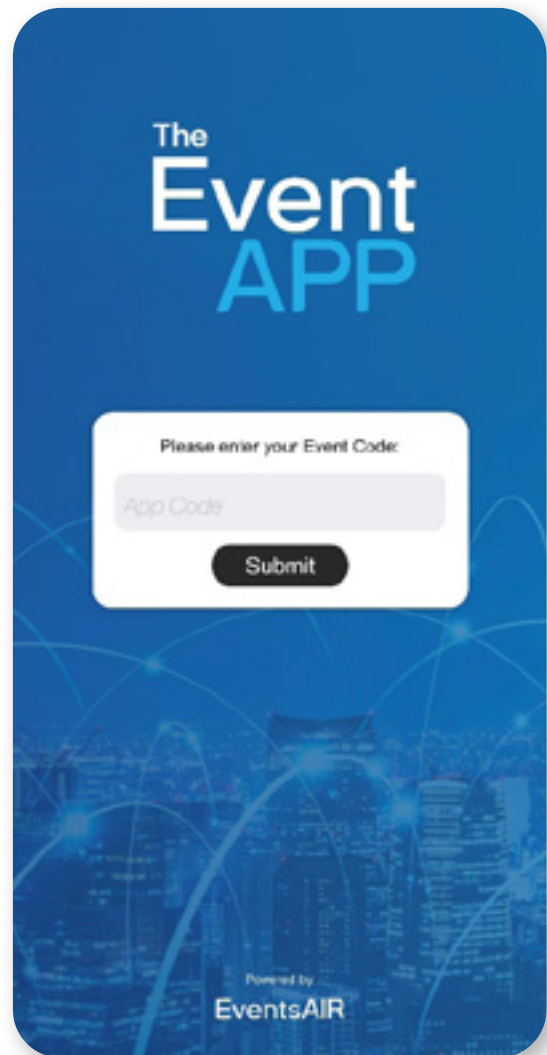 The
Event
APP
Please enter your Event Code:
App Code
Submit
Powered by
EventsAIR